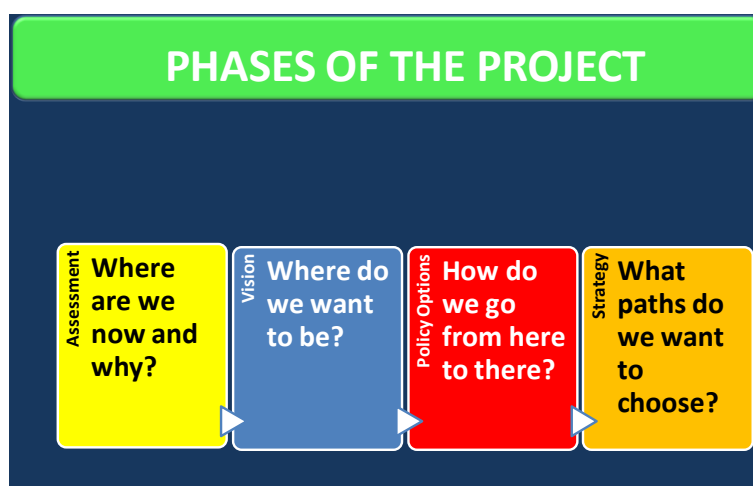 PHASES OF THE PROJECT
Assessment
Where
are we
now and
why?
Vision
Where do
we want
to be?
Policy Options
How do
we go
from here
to there?
Strategy
What
paths do
we want
to
choose?